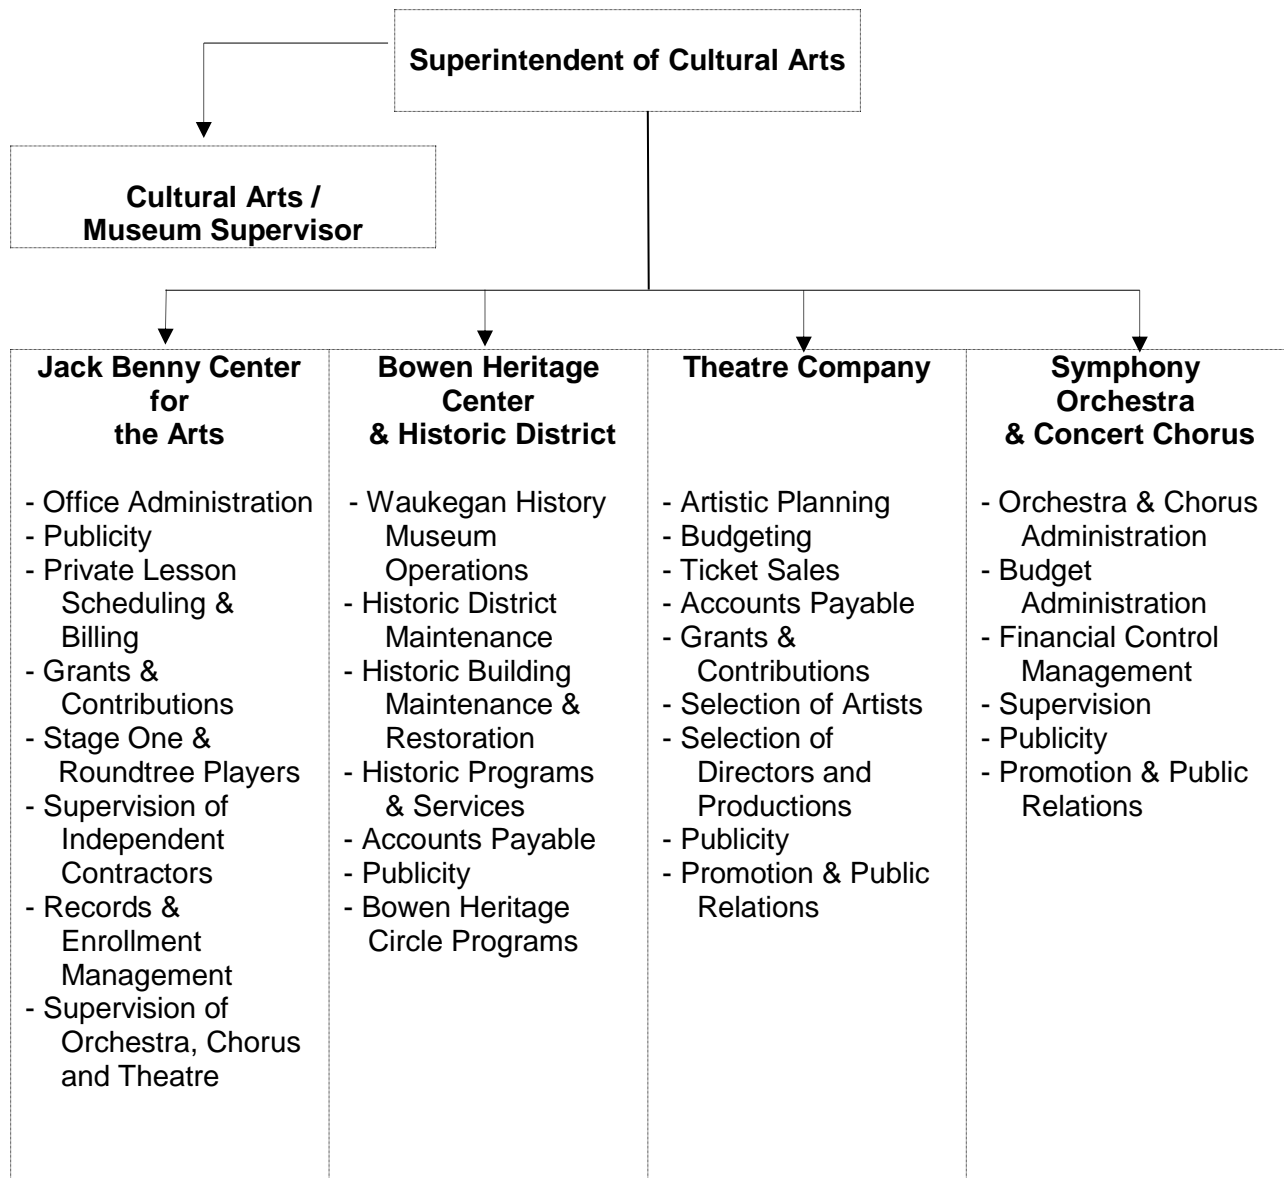 Superintendent of Cultural Arts
Cultural Arts /
Museum Supervisor
Jack Benny Center
for
the Arts
- Office Administration
- Publicity
- Private Lesson
Scheduling &
Billing
- Grants &
Contributions
- Stage One &
Roundtree Players
- Supervision of
Independent
Contractors
- Records &
Enrollment
Management
- Supervision of
Orchestra, Chorus
and Theatre
Bowen Heritage
Center
& Historic District
- Waukegan History
Museum
Operations
- Historic District
Maintenance
- Historic Building
Maintenance &
Restoration
- Historic Programs
& Services
- Accounts Payable
- Publicity
- Bowen Heritage
Circle Programs
Theatre Company
- Artistic Planning
- Budgeting
- Ticket Sales
- Accounts Payable
- Grants &
Contributions
- Selection of Artists
- Selection of
Directors and
Productions
- Publicity
- Promotion & Public
Relations
Symphony
Orchestra
& Concert Chorus
- Orchestra & Chorus
Administration
- Budget
Administration
- Financial Control
Management
- Supervision
- Publicity
- Promotion & Public
Relations